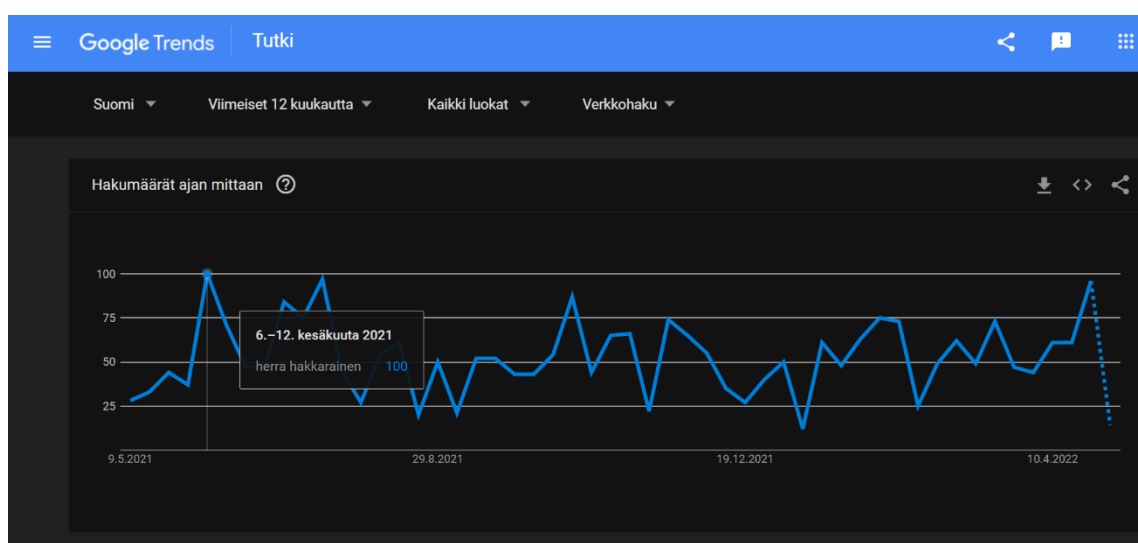 Google Trends Tutki
Suomi Viimeiset 12 kuukautta Kaikki luokat Verkkohaku
Hakumäärät ajan mittaan
100
75
50
25
6.–12. kesäkuuta 2021
herra hakkarainen 100
9.5.2021 29.8.2021 19.12.2021 10.4.2022